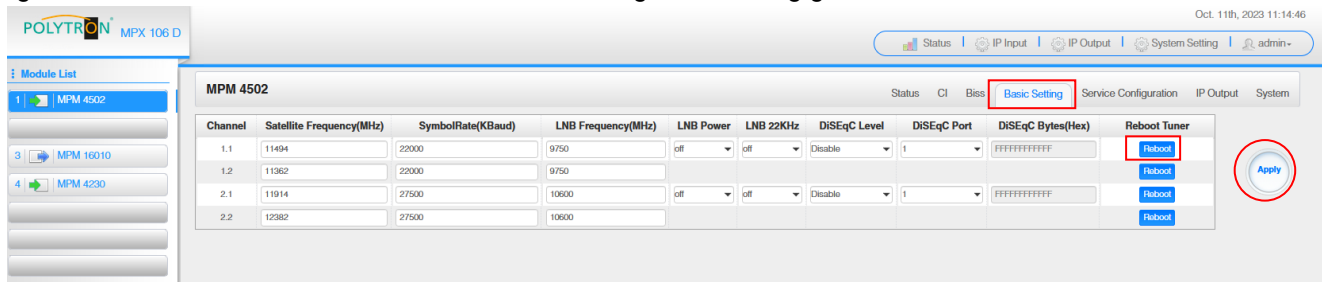 Oct. 11th, 2023 11:14:46
POLYTRON MPX 106 D
Status | IP Input | IP Output | System Setting | admin
Module List
1 | MPM 4502
3 | MPM 16010
4 | MPM 4230
MPM 4502
Status CI Biss Basic Setting Service Configuration IP Output System
Channel Satellite Frequency(MHz) SymbolRate(KBaud) LNB Frequency(MHz) LNB Power LNB 22KHz DiSEqC Level DiSEqC Port DiSEqC Bytes(Hex) Reboot Tuner
1.1 11494 22000 9750 off off Disable 1 FFFFFFFFFFFF Reboot
1.2 11362 22000 9750 Reboot
2.1 11914 27500 10600 off off Disable 1 FFFFFFFFFFFF Reboot
2.2 12382 27500 10600 Reboot
Apply